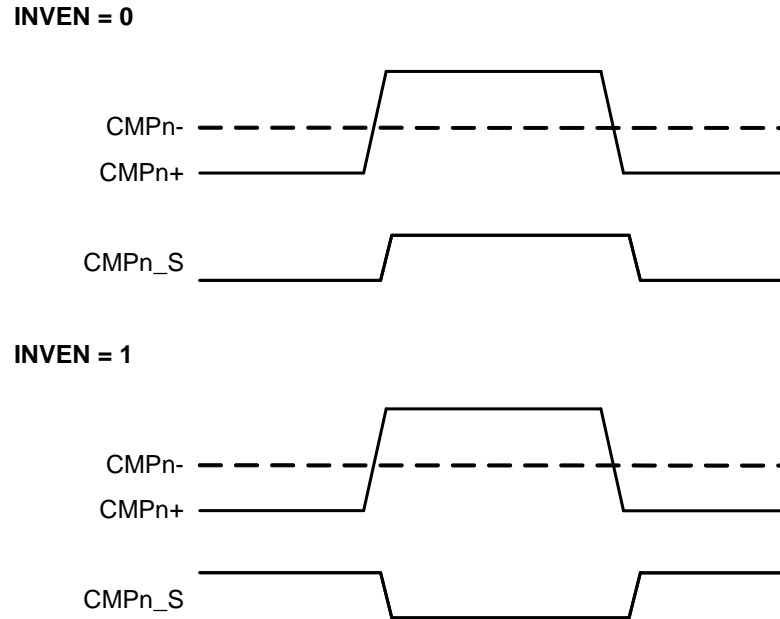 INVEN = 0
CMPn-
CMPn+
CMPn_S
INVEN = 1
CMPn-
CMPn+
CMPn_S